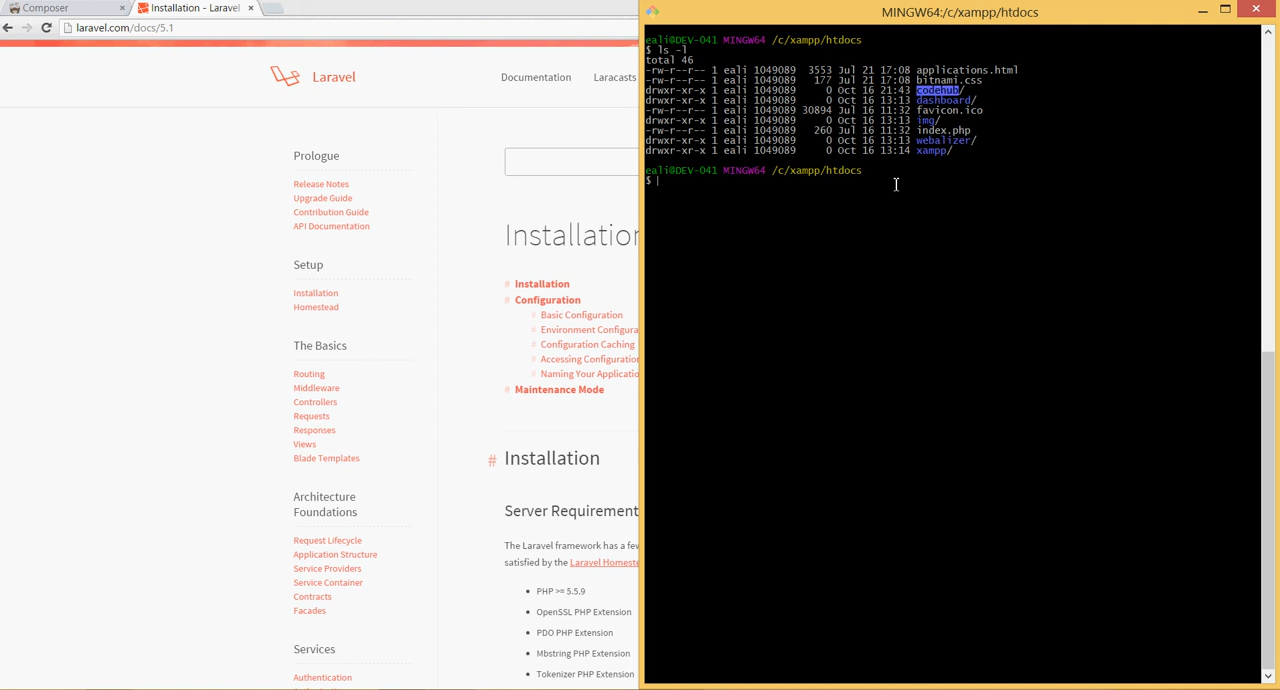 Composer
Installation - Laravel
laravel.com/docs/5.1
Laravel
Documentation
Laracasts
Prologue
Release Notes
Upgrade Guide
Contribution Guide
API Documentation
Setup
Installation
Homestead
The Basics
Routing
Middleware
Controllers
Requests
Responses
Views
Blade Templates
Architecture
Foundations
Request Lifecycle
Application Structure
Service Providers
Service Container
Contracts
Facades
Services
Authentication
Installation
# Installation
# Configuration
# Basic Configuration
# Environment Configura
# Configuration Caching
# Accessing Configuration
# Naming Your Applicatio
# Maintenance Mode
# Installation
Server Requirement
The Laravel framework has a few
satisfied by the Laravel Homeste
• PHP >= 5.5.9
• OpenSSL PHP Extension
• PDO PHP Extension
• Mbstring PHP Extension
• Tokenizer PHP Extension
MINGW64:/c/xampp/htdocs
eali@DEV-041 MINGW64 /c/xampp/htdocs
$ ls -l
total 46
-rw-r--r-- 1 eali 1049089 3553 Jul 21 17:08 applications.html
-rw-r--r-- 1 eali 1049089 177 Jul 21 17:08 bitnami.css
drwxr-xr-x 1 eali 1049089 0 Oct 16 21:43 codehub/
drwxr-xr-x 1 eali 1049089 0 Oct 16 13:13 dashboard/
-rw-r--r-- 1 eali 1049089 30894 Jul 16 11:32 favicon.ico
drwxr-xr-x 1 eali 1049089 0 Oct 16 13:13 img/
-rw-r--r-- 1 eali 1049089 260 Jul 16 11:32 index.php
drwxr-xr-x 1 eali 1049089 0 Oct 16 13:13 webalizer/
drwxr-xr-x 1 eali 1049089 0 Oct 16 13:14 xampp/
eali@DEV-041 MINGW64 /c/xampp/htdocs
$